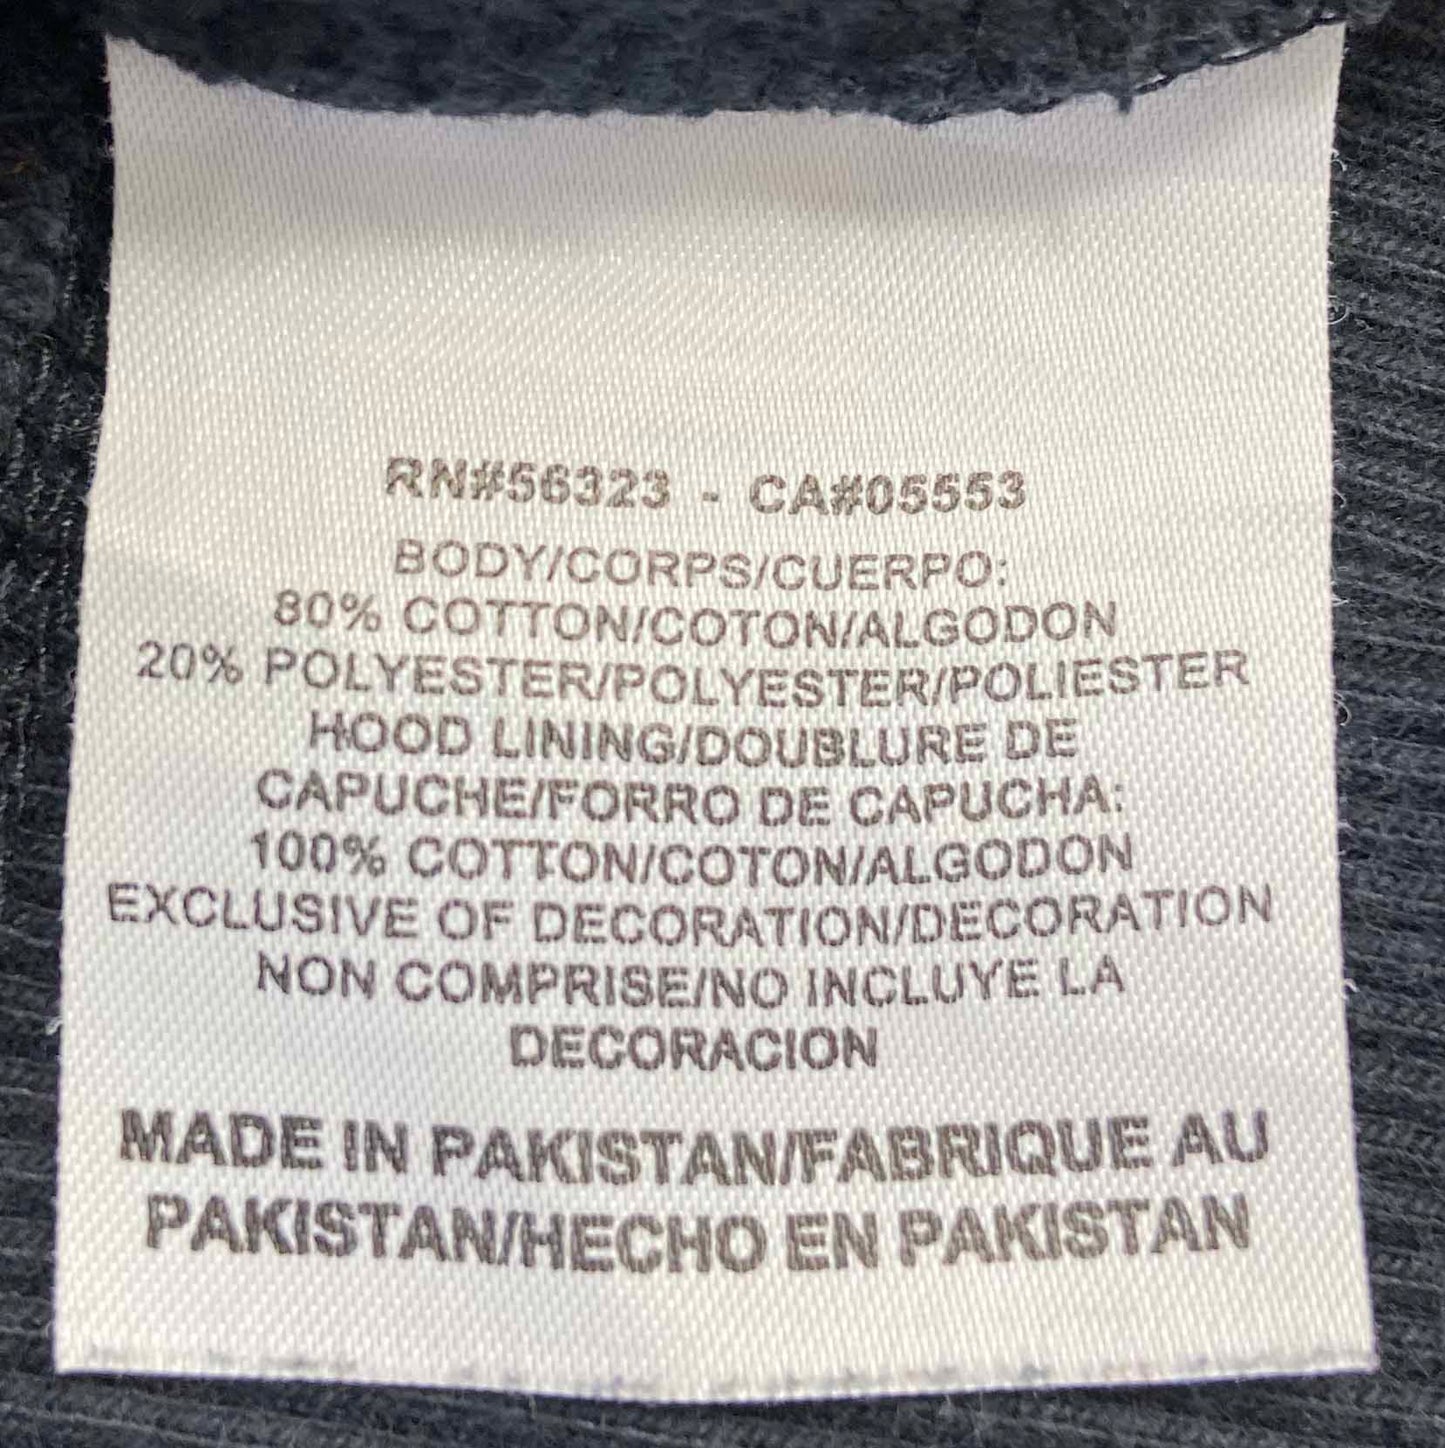 RN#56323 - CA#05553
BODY/CORPS/CUERPO:
80% COTTON/COTON/ALGODON
20% POLYESTER/POLYESTER/POLIESTER
HOOD LINING/DOUBLURE DE
CAPUCHE/FORRO DE CAPUCHA:
100% COTTON/COTON/ALGODON
EXCLUSIVE OF DECORATION/DECORATION
NON COMPRISE/NO INCLUYE LA
DECORACION
MADE IN PAKISTAN/FABRIQUE AU
PAKISTAN/HECHO EN PAKISTAN